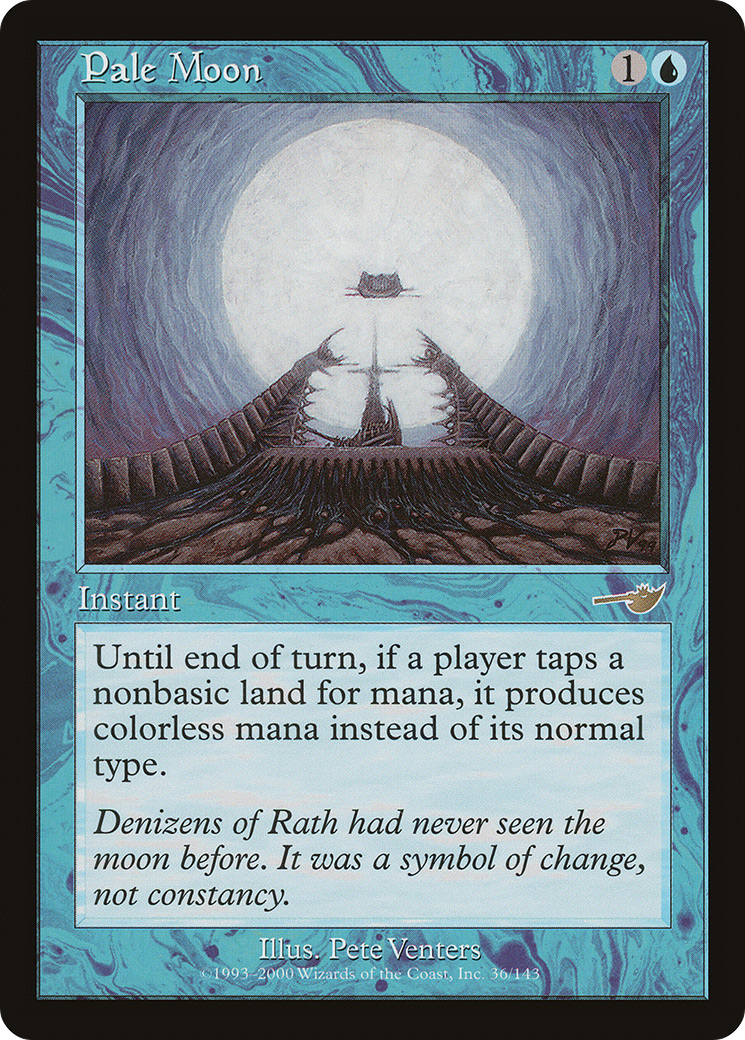 Pale Moon
1
PV99
Instant
Until end of turn, if a player taps a
nonbasic land for mana, it produces
colorless mana instead of its normal
type.
Denizens of Rath had never seen the
moon before. It was a symbol of change,
not constancy.
Illus. Pete Venters
©1993–2000 Wizards of the Coast, Inc. 36/143